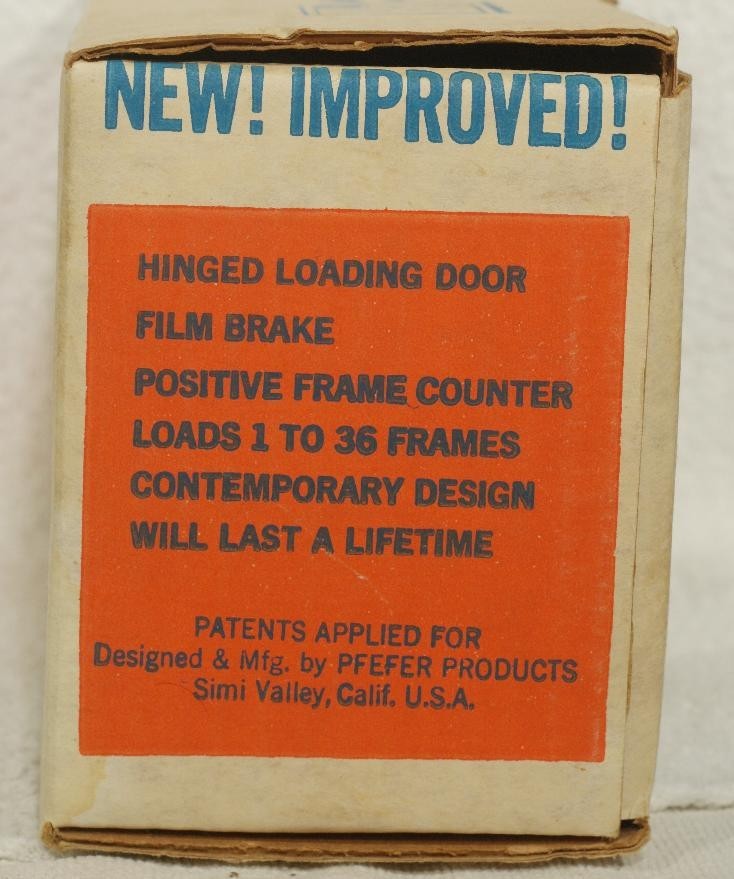 NEW! IMPROVED!
HINGED LOADING DOOR
FILM BRAKE
POSITIVE FRAME COUNTER
LOADS 1 TO 36 FRAMES
CONTEMPORARY DESIGN
WILL LAST A LIFETIME
PATENTS APPLIED FOR
Designed & Mfg. by PFEFER PRODUCTS
Simi Valley, Calif. U.S.A.